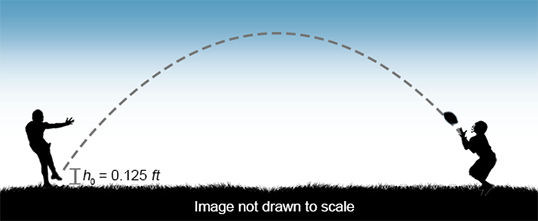 h₀ = 0.125 ft
Image not drawn to scale